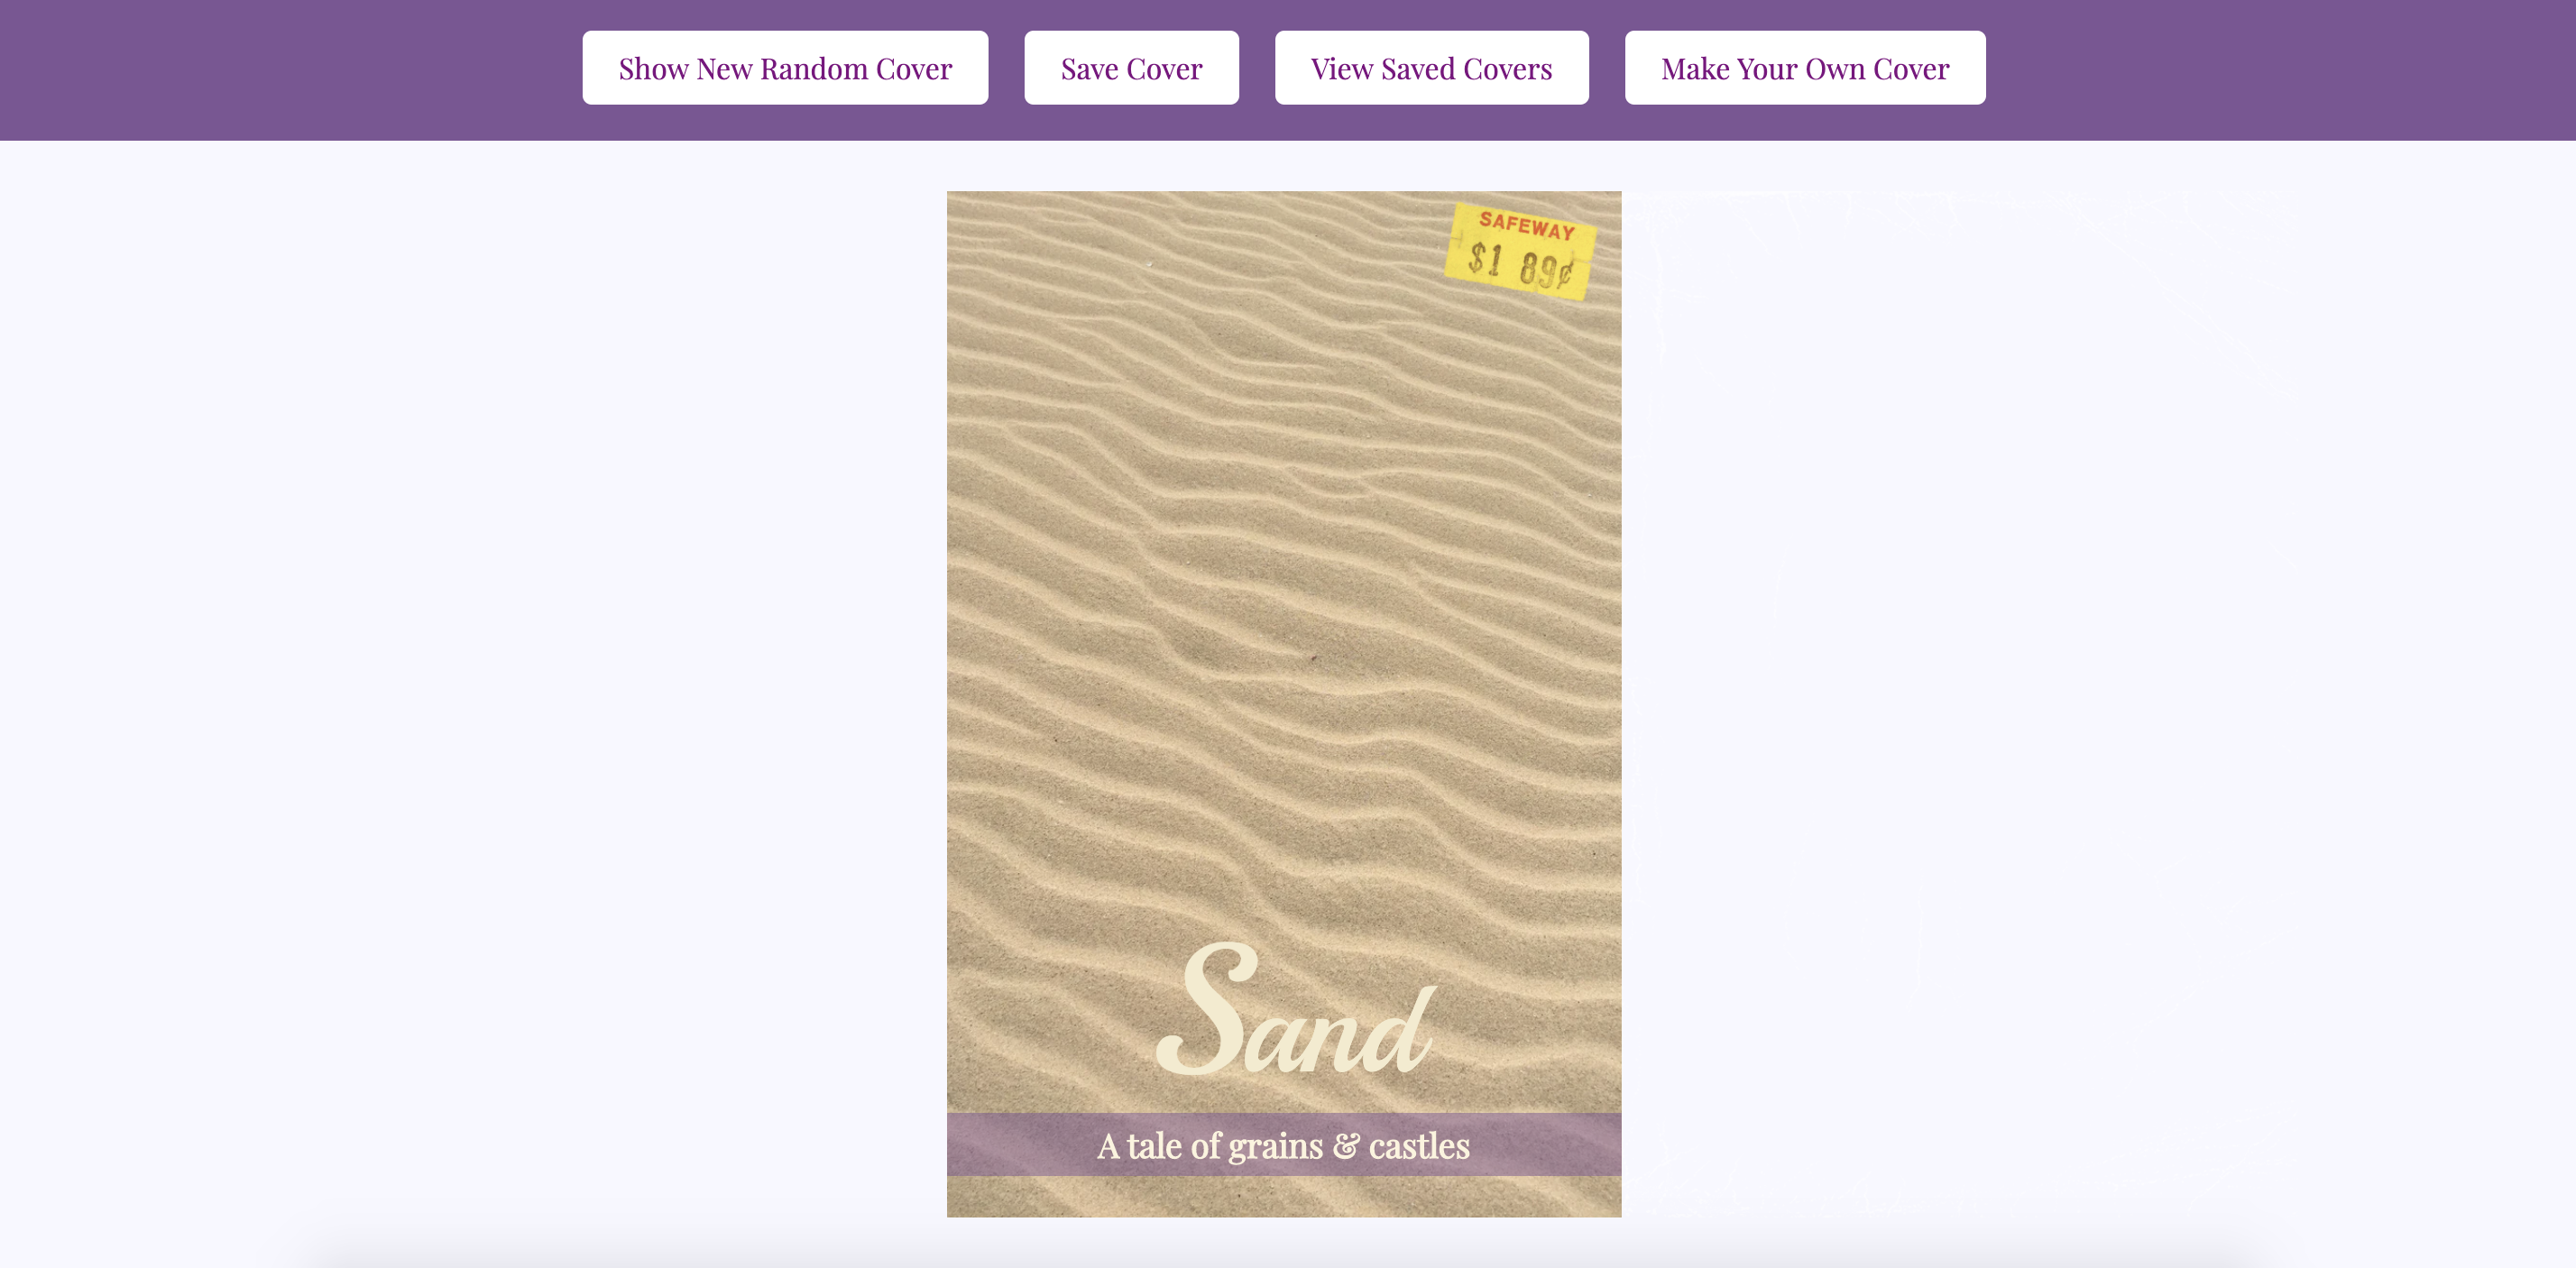 Show New Random Cover
Save Cover
View Saved Covers
Make Your Own Cover
SAFEWAY
$1 89¢
Sand
A tale of grains & castles